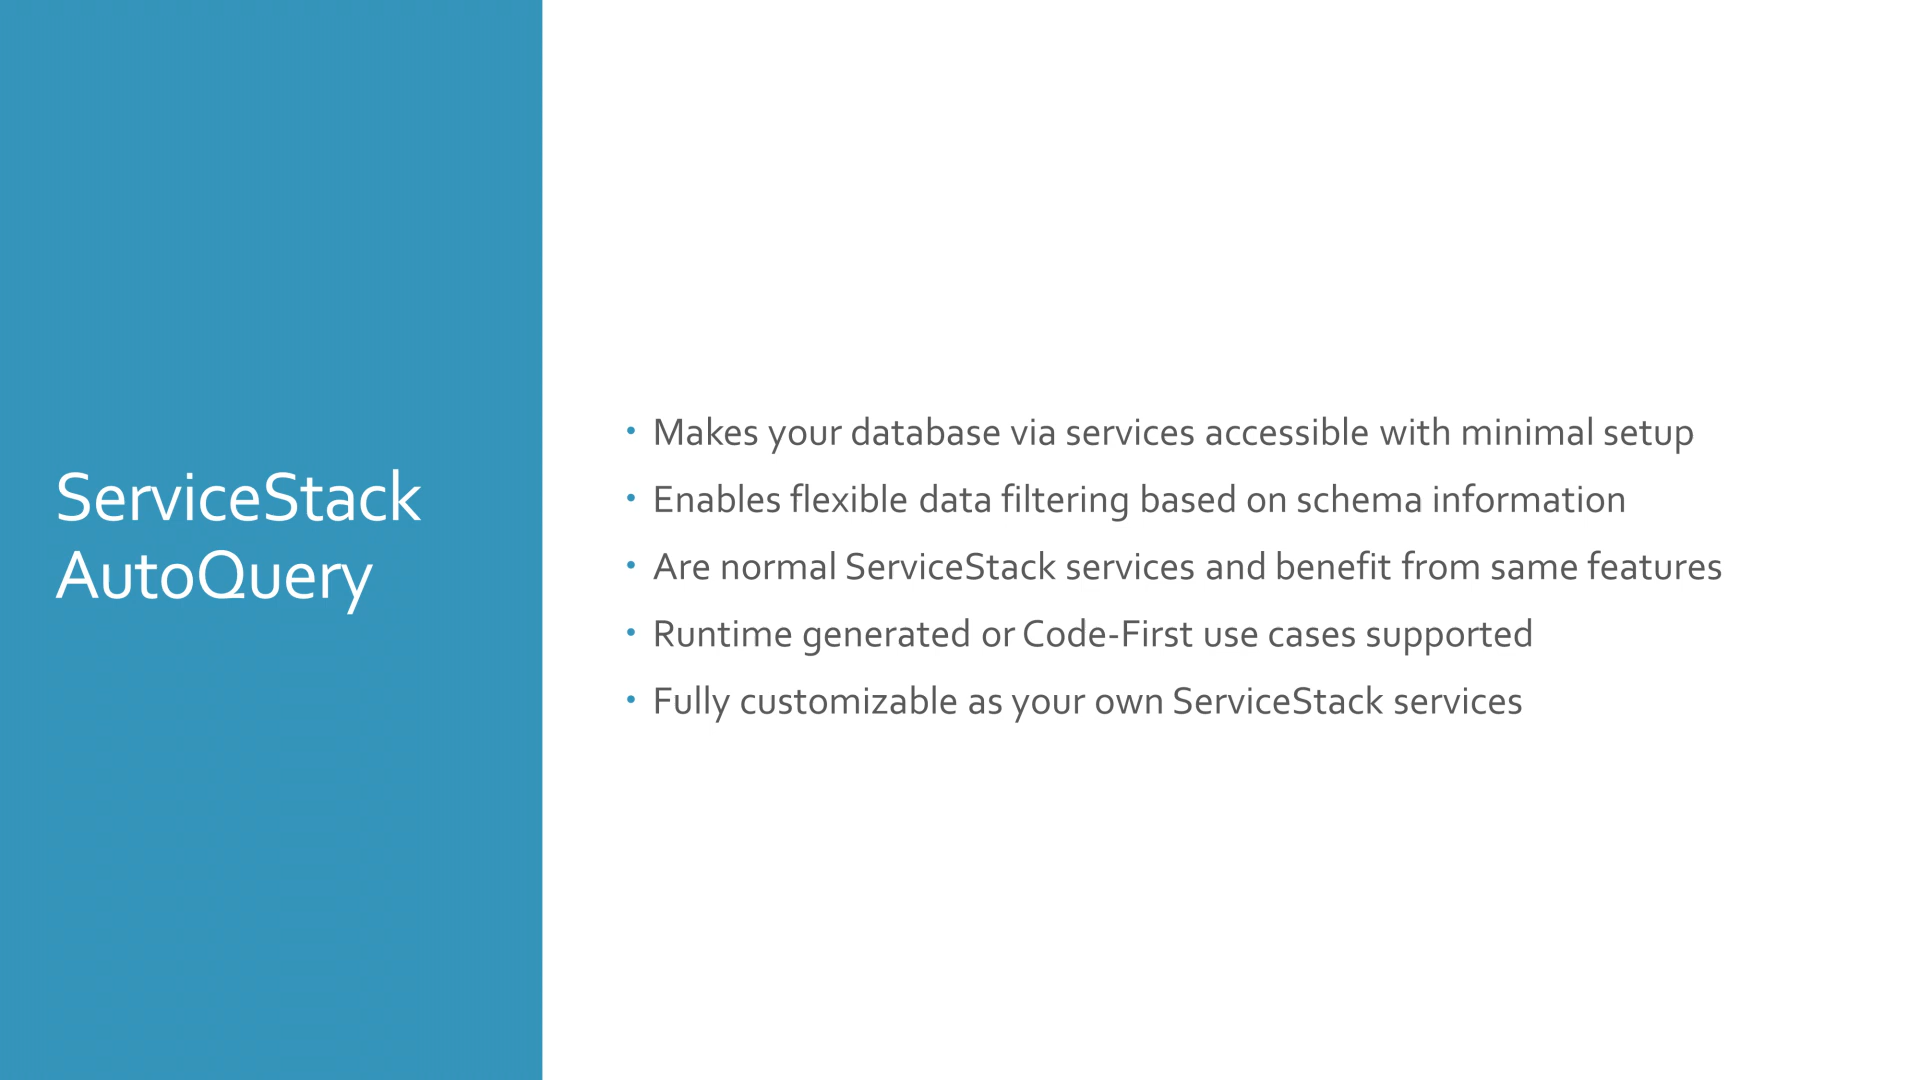 ServiceStack
AutoQuery
• Makes your database via services accessible with minimal setup
• Enables flexible data filtering based on schema information
• Are normal ServiceStack services and benefit from same features
• Runtime generated or Code-First use cases supported
• Fully customizable as your own ServiceStack services